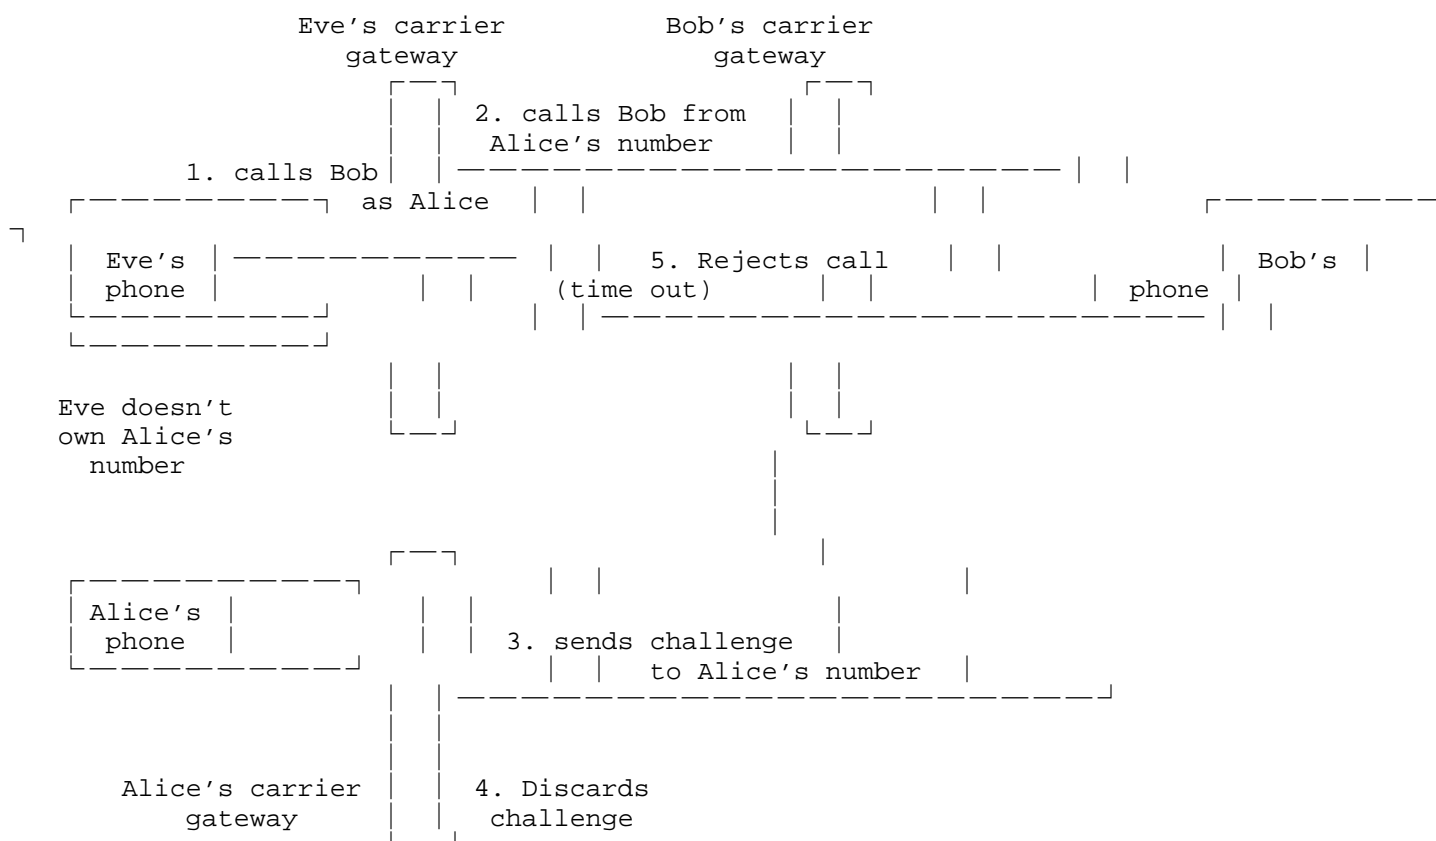 Eve's carrier Bob's carrier
gateway gateway
2. calls Bob from
Alice's number
1. calls Bob
as Alice
Eve's 5. Rejects call Bob's
phone (time out) phone
Eve doesn't
own Alice's
number
Alice's
phone 3. sends challenge
to Alice's number
Alice's carrier 4. Discards
gateway challenge